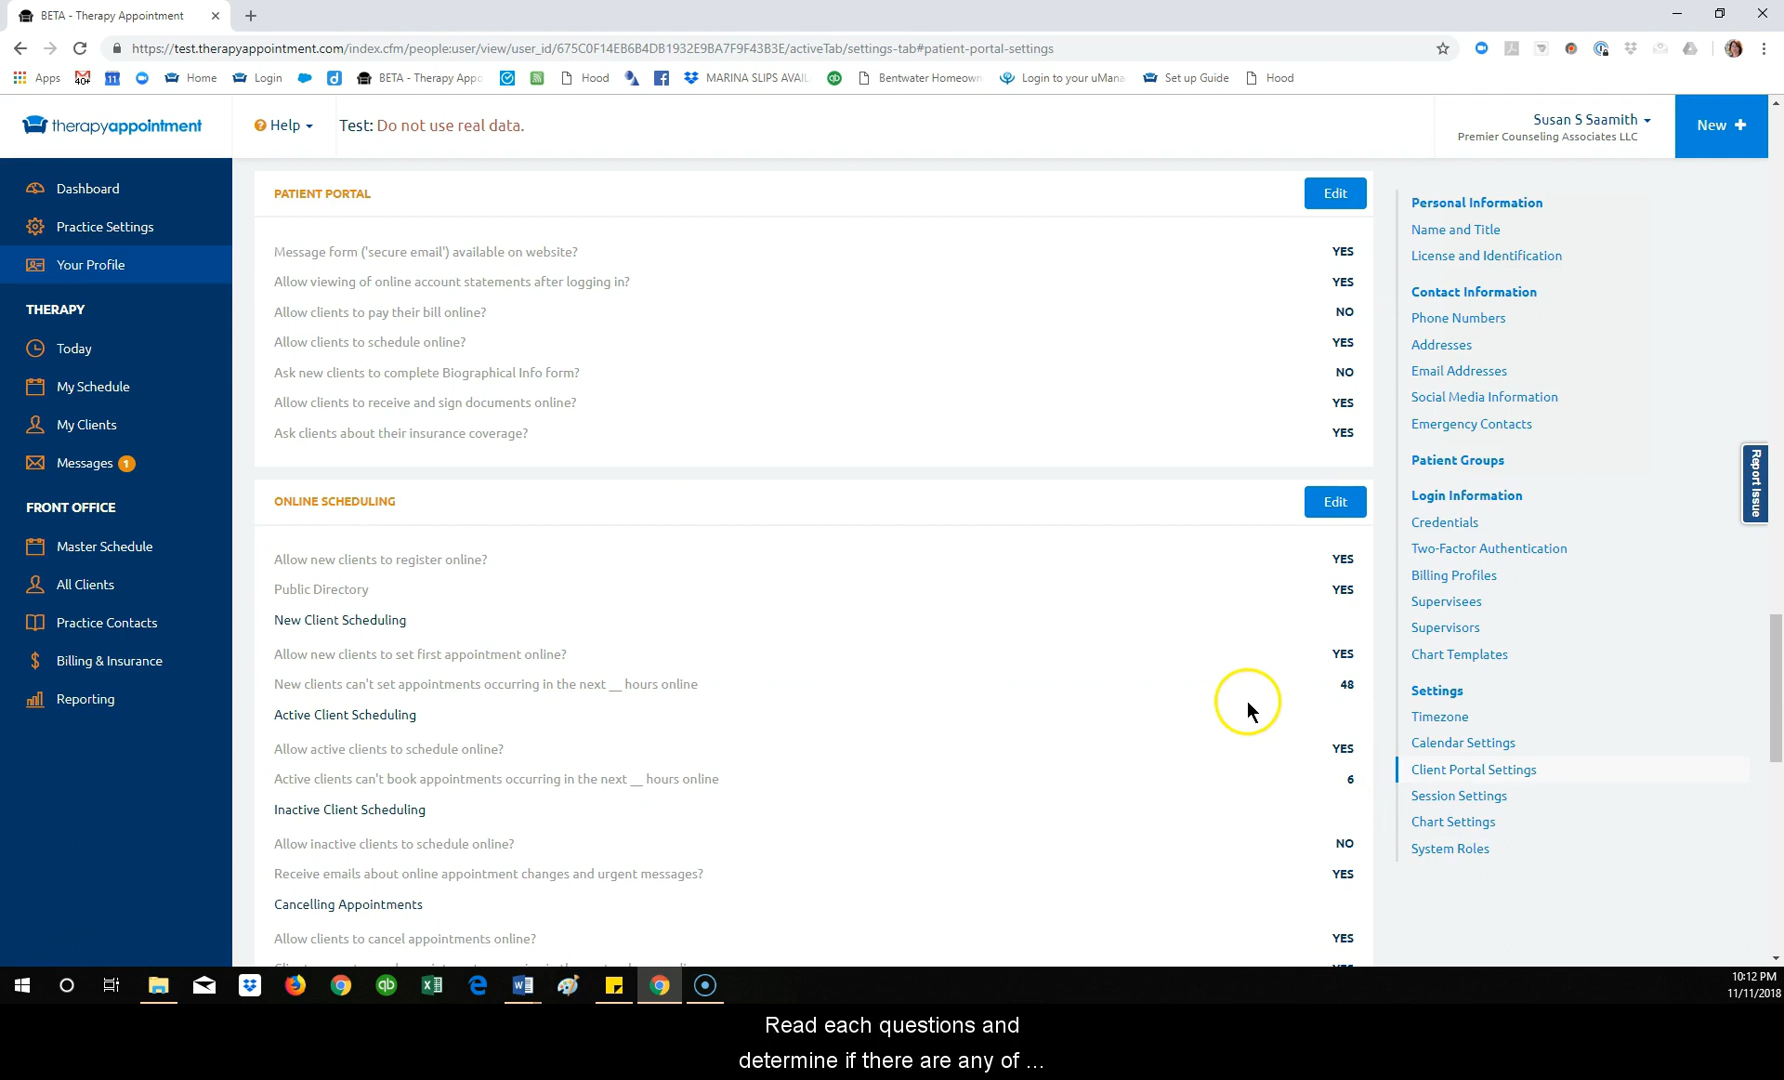 BETA - Therapy Appointment
https://test.therapyappointment.com/index.cfm/people:user/view/user_id/675C0F14EB6B4DB1932E9BA7F9F43B3E/activeTab/settings-tab#patient-portal-settings
Apps 40+ 11 Home Login BETA - Therapy Appo Hood MARINA SLIPS AVAIL Bentwater Homeown Login to your uMana Set up Guide Hood
therapyappointment
Help
Test: Do not use real data.
Susan S Saamith
Premier Counseling Associates LLC
New +
Dashboard
Practice Settings
Your Profile
THERAPY
Today
My Schedule
My Clients
Messages 1
FRONT OFFICE
Master Schedule
All Clients
Practice Contacts
Billing & Insurance
Reporting
PATIENT PORTAL Edit
Message form ('secure email') available on website? YES
Allow viewing of online account statements after logging in? YES
Allow clients to pay their bill online? NO
Allow clients to schedule online? YES
Ask new clients to complete Biographical Info form? NO
Allow clients to receive and sign documents online? YES
Ask clients about their insurance coverage? YES
ONLINE SCHEDULING Edit
Allow new clients to register online? YES
Public Directory YES
New Client Scheduling
Allow new clients to set first appointment online? YES
New clients can't set appointments occurring in the next __ hours online 48
Active Client Scheduling
Allow active clients to schedule online? YES
Active clients can't book appointments occurring in the next __ hours online 6
Inactive Client Scheduling
Allow inactive clients to schedule online? NO
Receive emails about online appointment changes and urgent messages? YES
Cancelling Appointments
Allow clients to cancel appointments online? YES
Personal Information
Name and Title
License and Identification
Contact Information
Phone Numbers
Addresses
Email Addresses
Social Media Information
Emergency Contacts
Patient Groups
Login Information
Credentials
Two-Factor Authentication
Billing Profiles
Supervisees
Supervisors
Chart Templates
Settings
Timezone
Calendar Settings
Client Portal Settings
Session Settings
Chart Settings
System Roles
Report Issue
10:12 PM
11/11/2018
Read each questions and
determine if there are any of ...